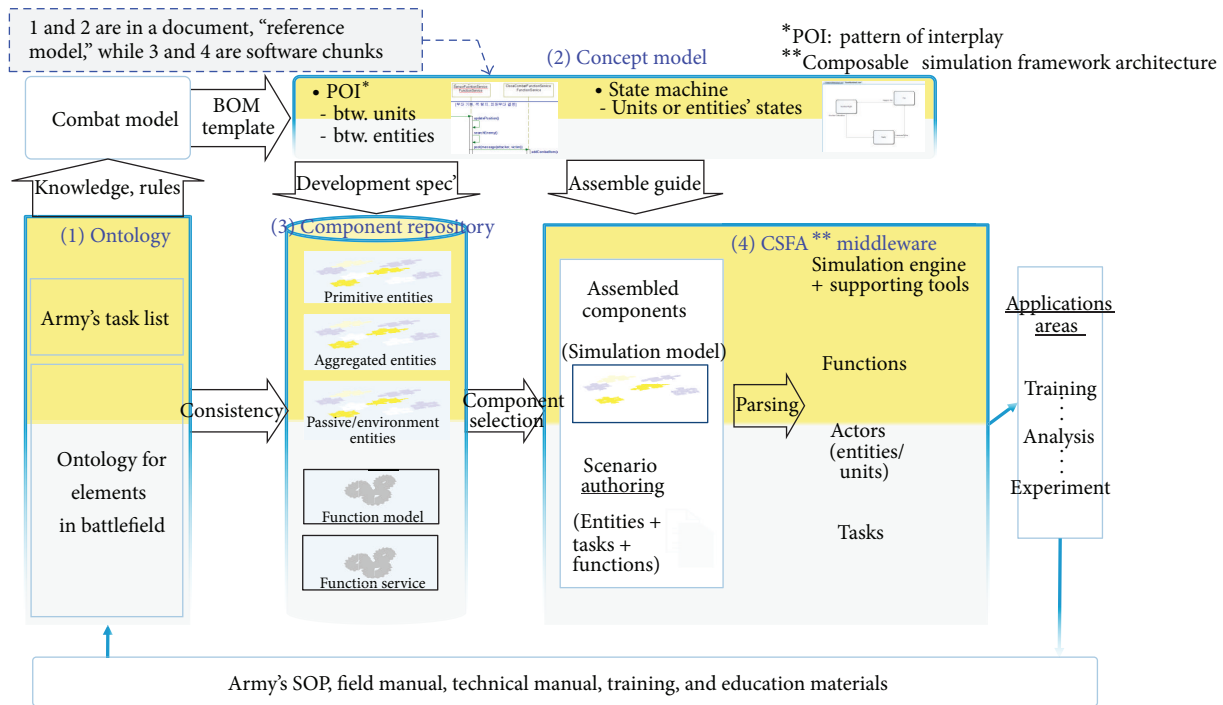 1 and 2 are in a document, “reference
model,” while 3 and 4 are software chunks
*POI: pattern of interplay
**Composable simulation framework architecture
(2) Concept model
Combat model
BOM
template
• POI*
- btw. units
- btw. entities
• State machine
- Units or entities’ states
Knowledge, rules
Development spec’
Assemble guide
(1) Ontology
Army’s task list
Ontology for
elements
in battlefield
Consistency
(3) Component repository
Primitive entities
Aggregated entities
Passive/environment
entities
Function model
Function service
Component
selection
(4) CSFA ** middleware
Assembled
components
(Simulation model)
Scenario
authoring
(Entities +
tasks +
functions)
Parsing
Simulation engine
+ supporting tools
Functions
Actors
(entities/
units)
Tasks
Applications
areas
Training
Analysis
Experiment
Army’s SOP, field manual, technical manual, training, and education materials